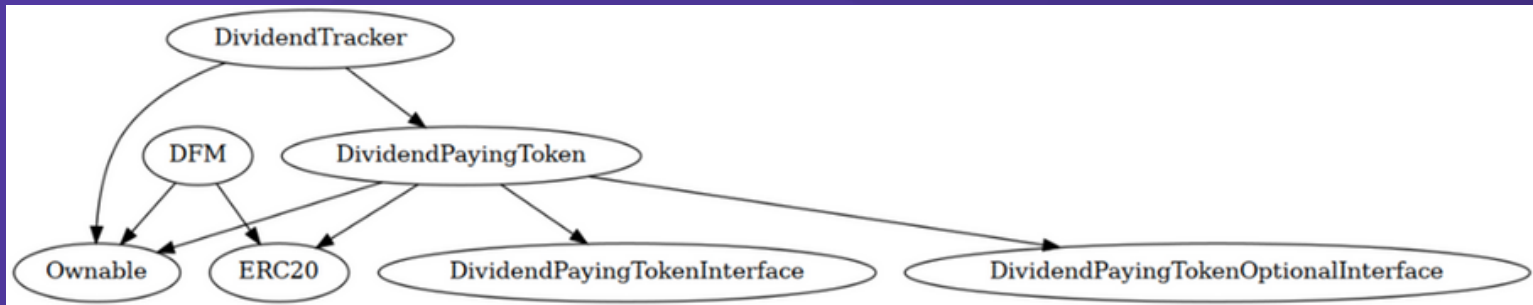 DividendTracker
DFM
DividendPayingToken
Ownable
ERC20
DividendPayingTokenInterface
DividendPayingTokenOptionalInterface